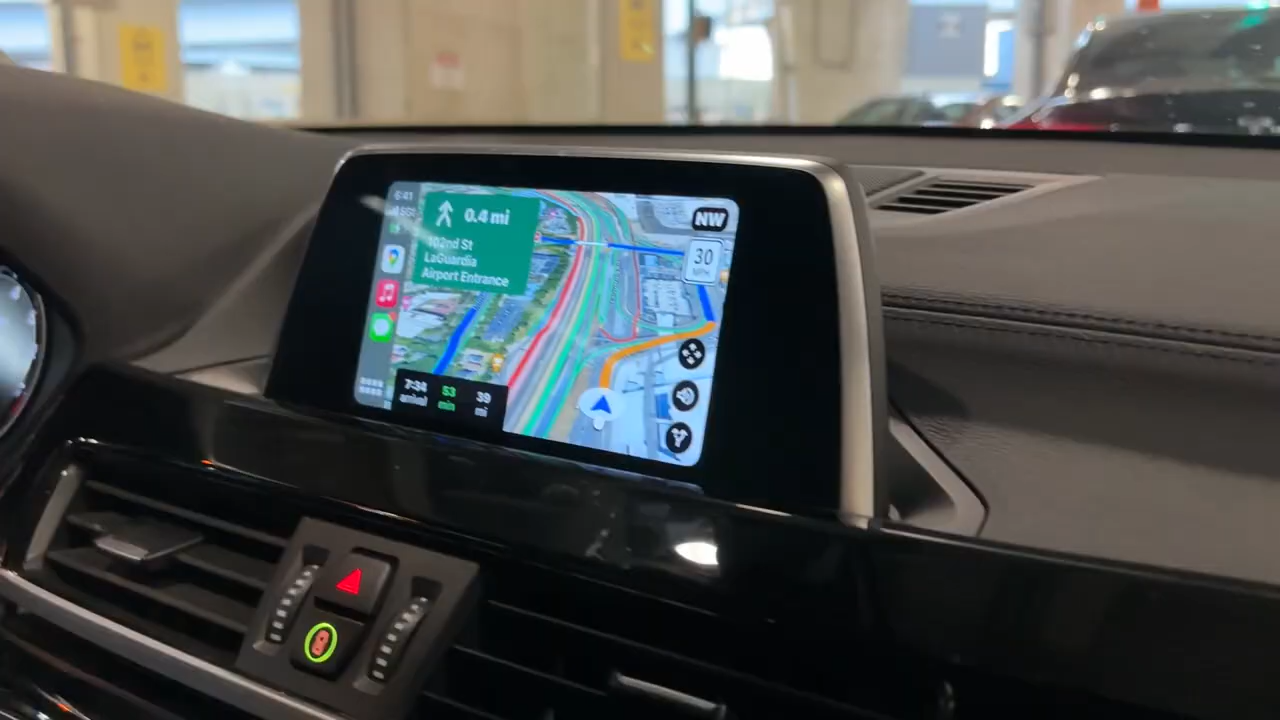 6:41
5G
0.4 mi
102nd St
LaGuardia
Airport Entrance
NW
30
MPH
7:34
arrival
53
min
39
mi